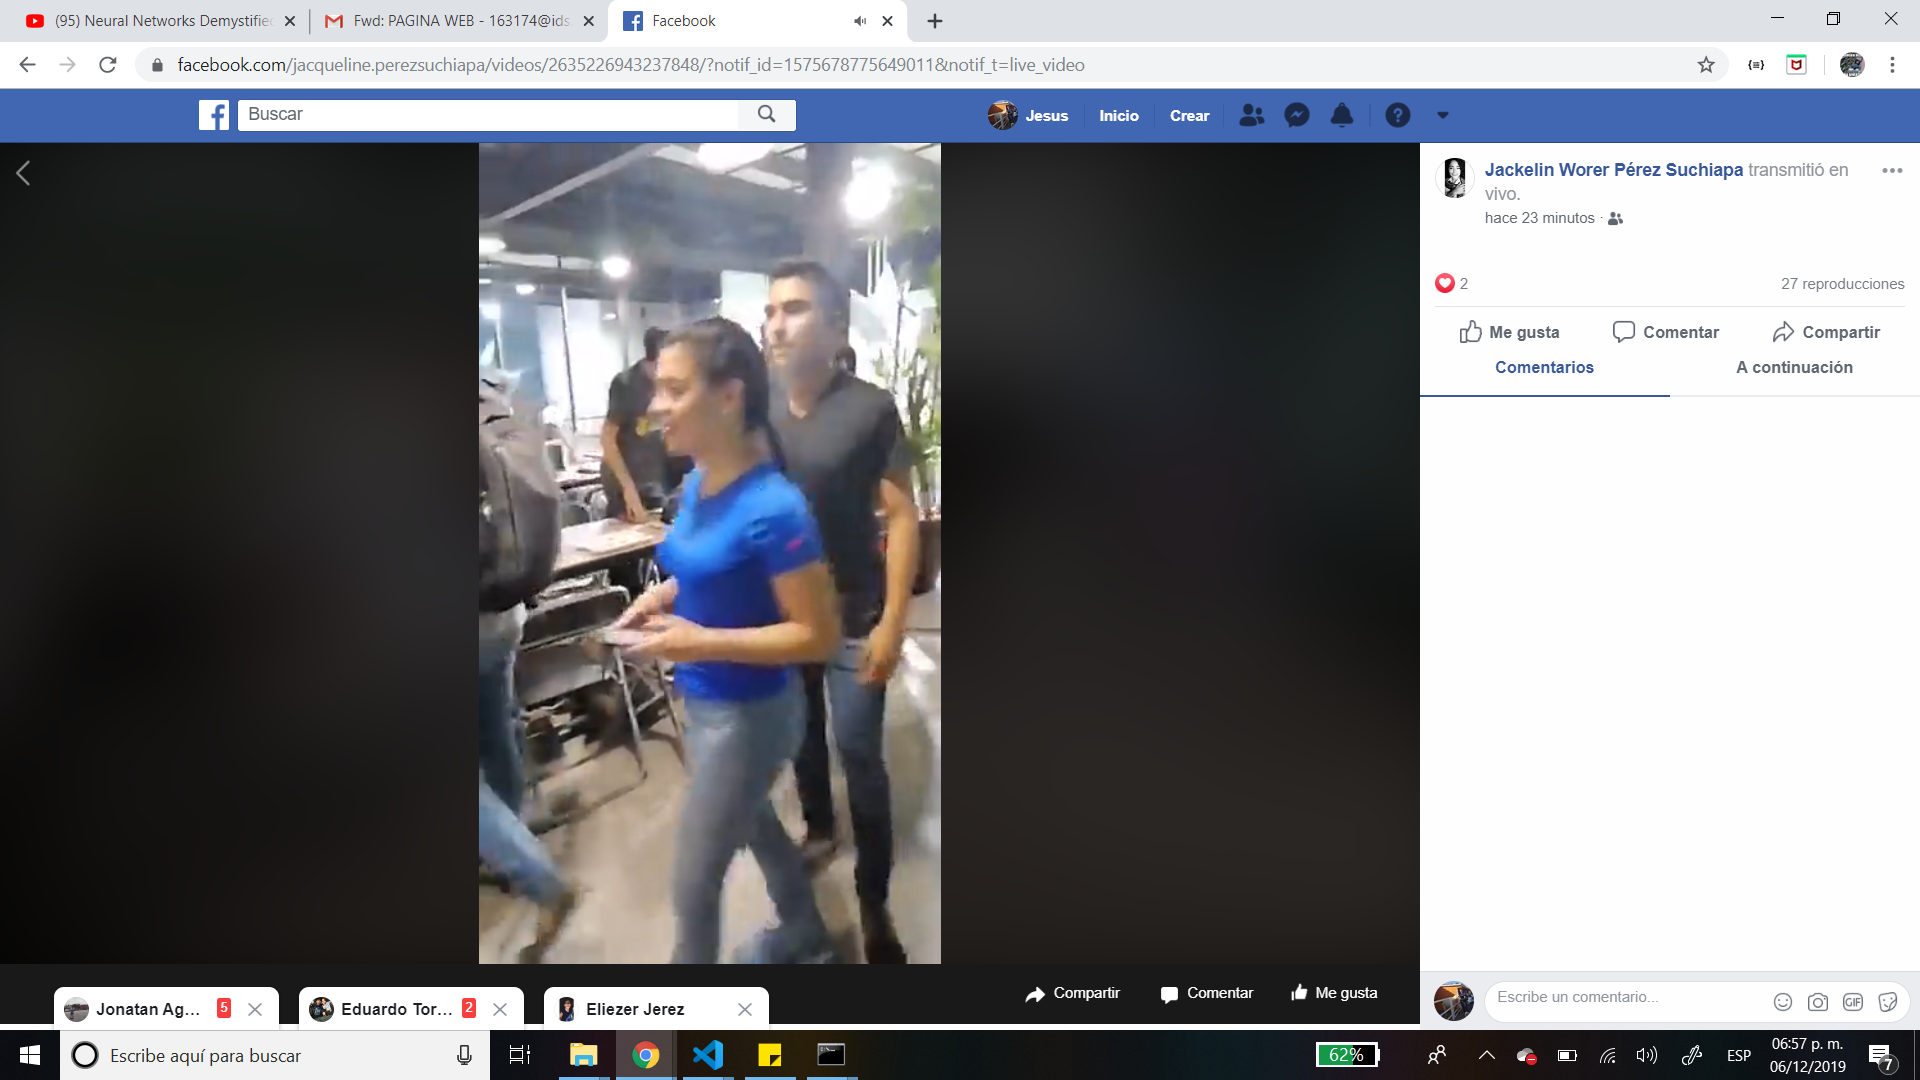 (95) Neural Networks Demystified
Fwd: PAGINA WEB - 163174@ids
Facebook
facebook.com/jacqueline.perezsuchiapa/videos/2635226943237848/?notif_id=1575678775649011&notif_t=live_video
Buscar
Jesus
Inicio
Crear
Jackelin Worer Pérez Suchiapa transmitió en
vivo.
hace 23 minutos ·
2
27 reproducciones
Me gusta
Comentar
Compartir
Comentarios
A continuación
Compartir
Comentar
Me gusta
Escribe un comentario...
GIF
Jonatan Ag... 5
Eduardo Tor... 2
Eliezer Jerez
Escribe aquí para buscar
62%
ESP
06:57 p. m.
06/12/2019
7